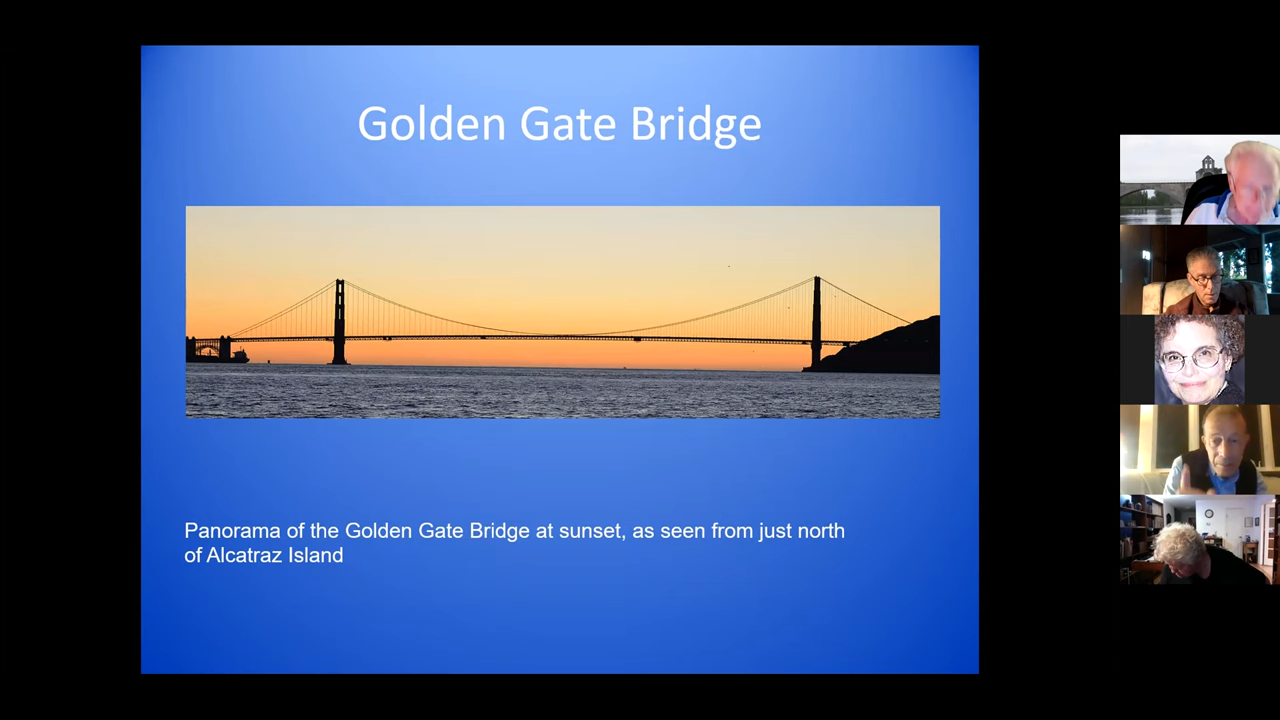 Golden Gate Bridge
Panorama of the Golden Gate Bridge at sunset, as seen from just north
of Alcatraz Island